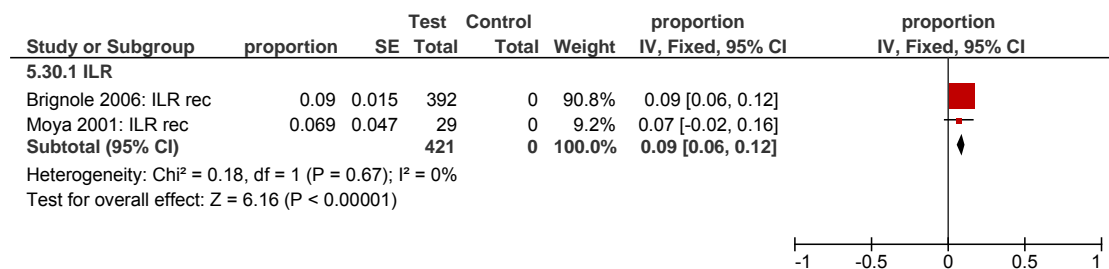 Test Control proportion proportion
Study or Subgroup proportion SE Total Total Weight IV, Fixed, 95% CI IV, Fixed, 95% CI
5.30.1 ILR
Brignole 2006: ILR rec 0.09 0.015 392 0 90.8% 0.09 [0.06, 0.12]
Moya 2001: ILR rec 0.069 0.047 29 0 9.2% 0.07 [-0.02, 0.16]
Subtotal (95% CI) 421 0 100.0% 0.09 [0.06, 0.12]
Heterogeneity: Chi² = 0.18, df = 1 (P = 0.67); I² = 0%
Test for overall effect: Z = 6.16 (P < 0.00001)
-1 -0.5 0 0.5 1